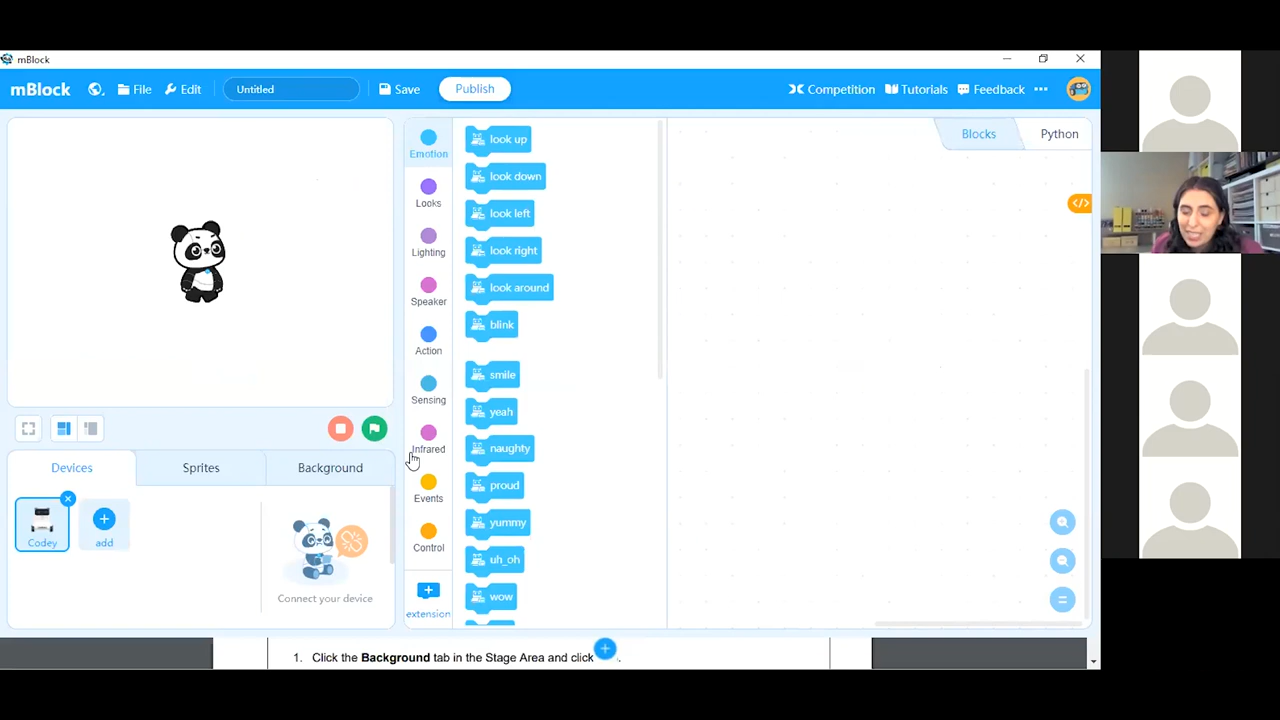 mBlock
mBlock
File
Edit
Untitled
Save
Publish
Competition
Tutorials
Feedback
Emotion
Looks
Lighting
Speaker
Action
Sensing
Infrared
Events
Control
extension
look up
look down
look left
look right
look around
blink
smile
yeah
naughty
proud
yummy
uh_oh
wow
Blocks
Python
</>
Devices
Sprites
Background
Codey
add
Connect your device
1. Click the Background tab in the Stage Area and click .